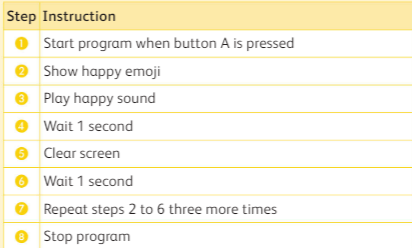 Step Instruction
1 Start program when button A is pressed
2 Show happy emoji
3 Play happy sound
4 Wait 1 second
5 Clear screen
6 Wait 1 second
7 Repeat steps 2 to 6 three more times
8 Stop program